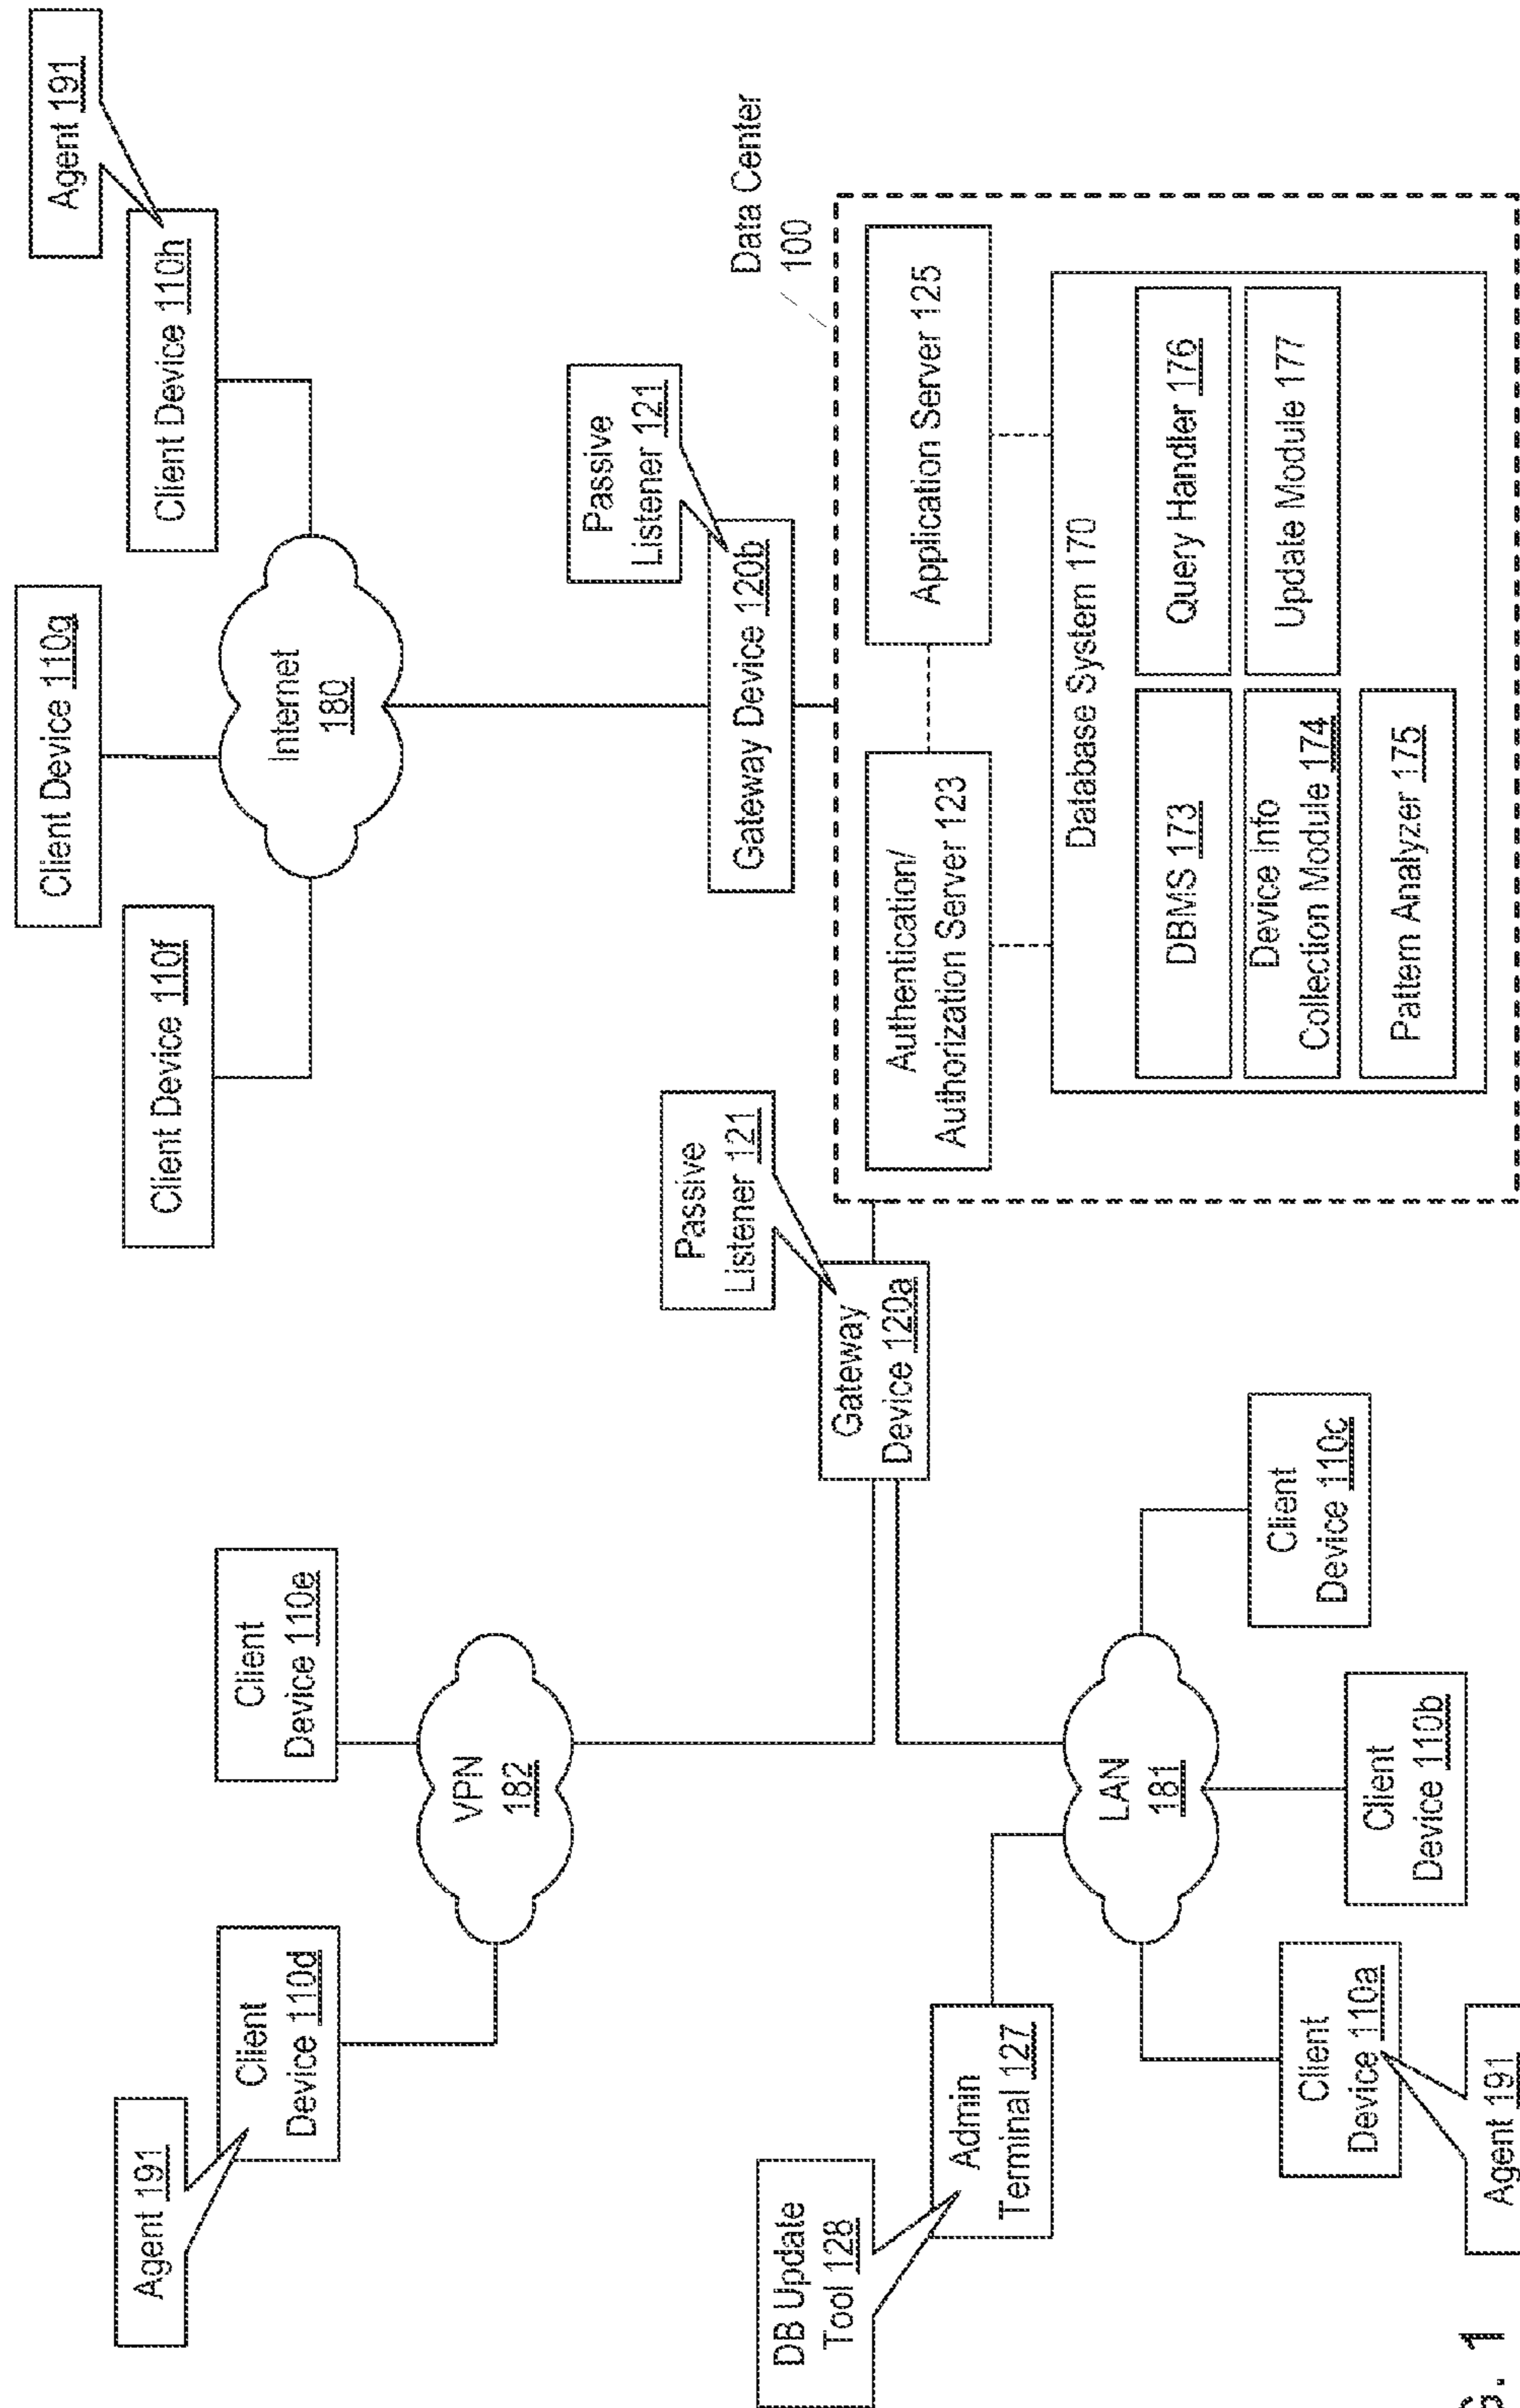 Agent 191
Client
Device 110d
Client
Device 110e
VPN
182
DB Update
Tool 128
Admin
Terminal 127
LAN
181
Client
Device 110a
Agent 191
Client
Device 110b
Client
Device 110c
Gateway
Device 120a
Passive
Listener 121
Client Device 110f
Client Device 110g
Client Device 110h
Agent 191
Internet
180
Passive
Listener 121
Gateway Device 120b
Data Center
100
Authentication/
Authorization Server 123
Application Server 125
Database System 170
DBMS 173
Query Handler 176
Device Info
Collection Module 174
Update Module 177
Pattern Analyzer 175
G. 1